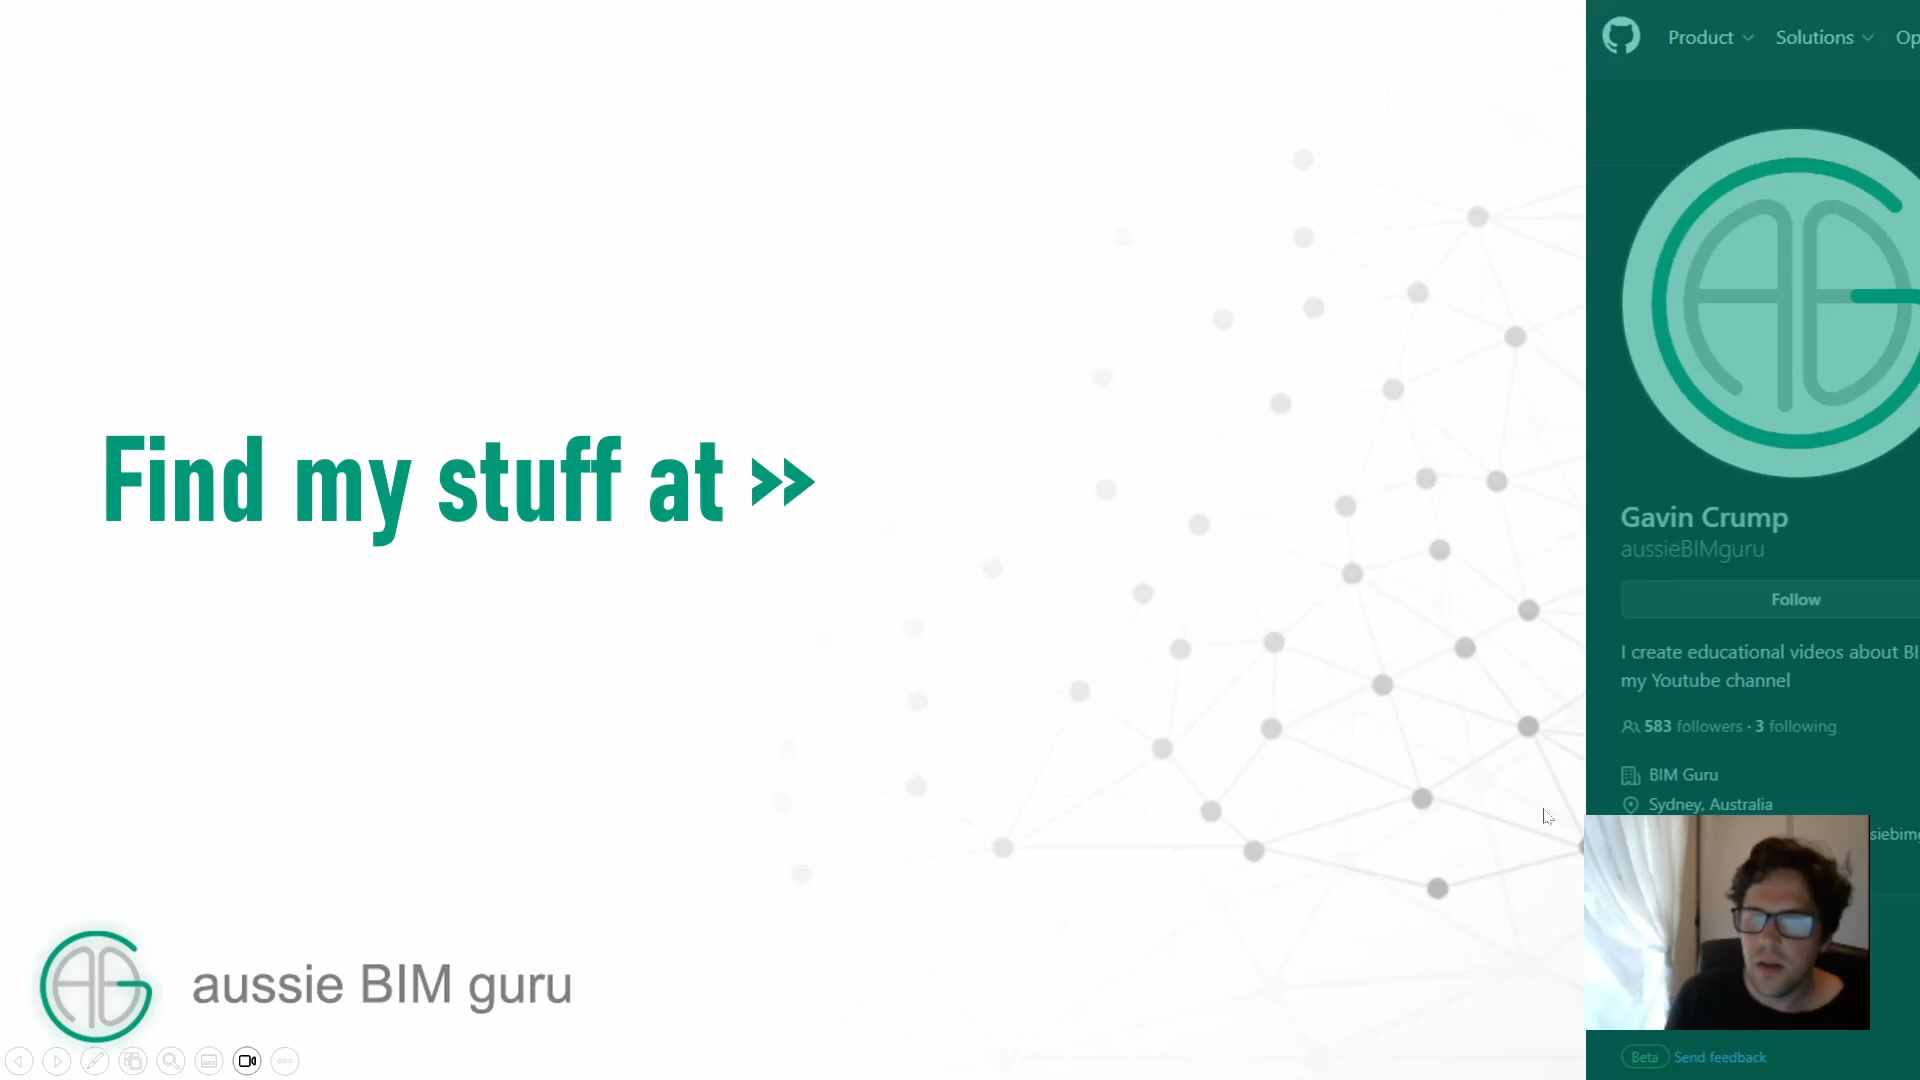 Find my stuff at >>
aussie BIM guru
Product
Solutions
Op
Gavin Crump
aussieBIMguru
Follow
I create educational videos about BI
my Youtube channel
583 followers · 3 following
BIM Guru
Sydney, Australia
siebimg
Beta Send feedback